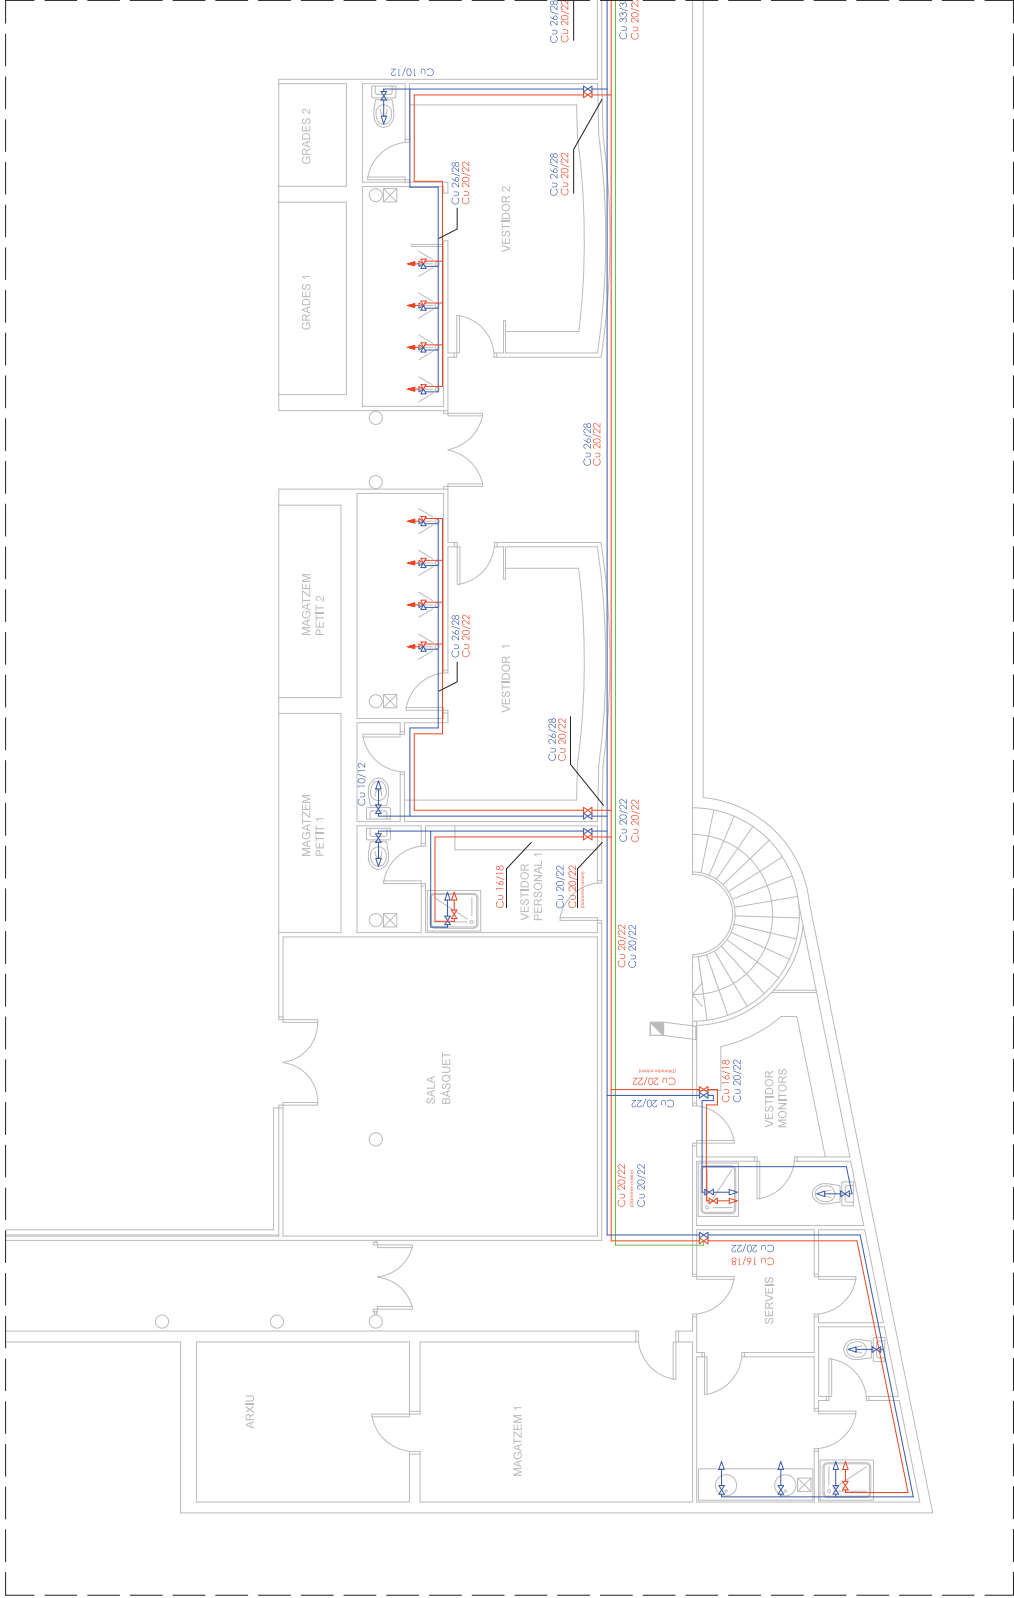 Cu 26/28
Cu 20/22
Cu 20/22
Cu 10/12
GRADES 2
Cu 26/28
Cu 20/22
Cu 26/28
Cu 20/22
VESTIDOR 2
GRADES 1
Cu 26/28
Cu 20/22
MAGATZEM
PETIT 2
Cu 26/28
Cu 20/22
VESTIDOR 1
Cu 26/28
Cu 20/22
Cu 10/12
MAGATZEM
PETIT 1
Cu 20/22
Cu 20/22
Cu 16/18
VESTIDOR
PERSONAL 1
Cu 20/22
Cu 20/22
Cu 20/22
Cu 20/22
SALA
BÀSQUET
Cu 20/22
Cu 20/22
Cu 16/18
Cu 20/22
VESTIDOR
MONITORS
Cu 20/22
Cu 20/22
Cu 20/22
Cu 16/18
SERVEIS
ARXIU
MAGATZEM 1